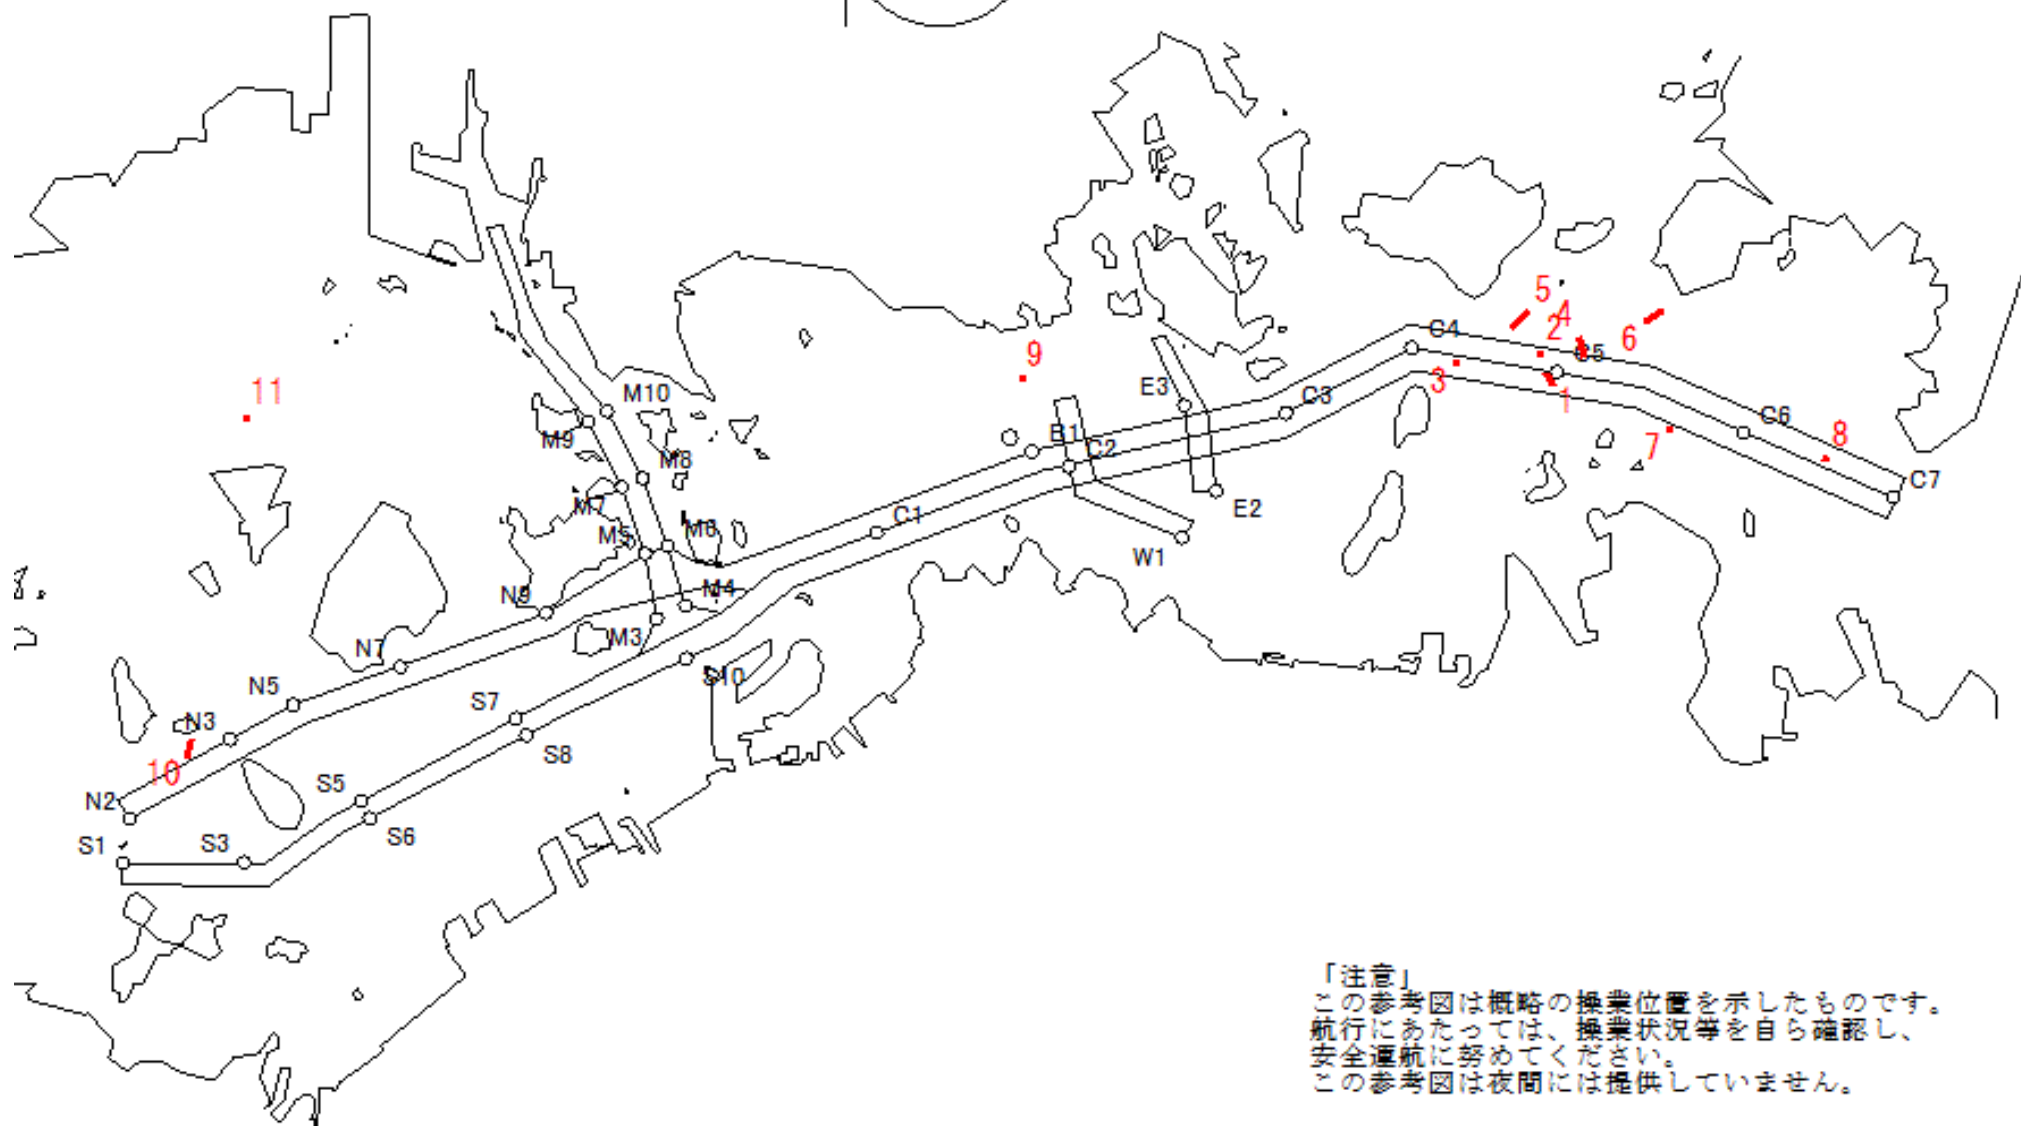 5
4
2
6
C4
C5
9
3
1
E3
11
M10
C3
C6
8
7
M9
B1
C2
M8
C7
M7
E2
C1
M5
M6
W1
N9
M4
M3
N7
S10
N5
S7
N3
S8
10
S5
N2
S6
S1
S3
「注意」
この参考図は概略の操業位置を示したものです。
航行にあたっては、操業状況等を自ら確認し、
安全運航に努めてください。
この参考図は夜間には提供していません。